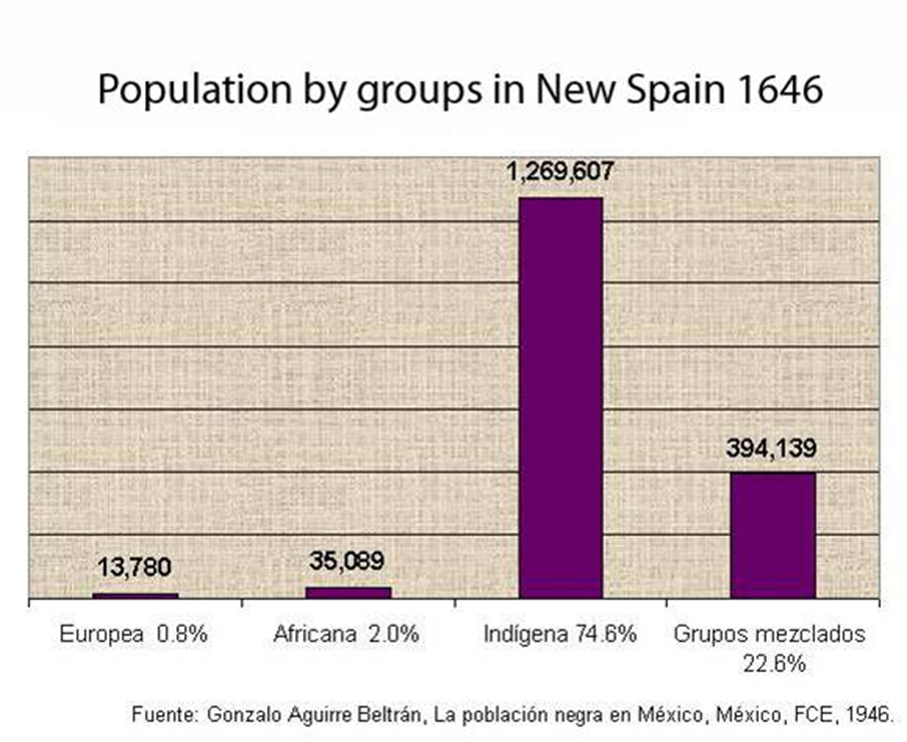 Population by groups in New Spain 1646
1,269,607
394,139
13,780
35,089
Europea 0.8%
Africana 2.0%
Indígena 74.6%
Grupos mezclados
22.6%
Fuente: Gonzalo Aguirre Beltrán, La población negra en México, México, FCE, 1946.